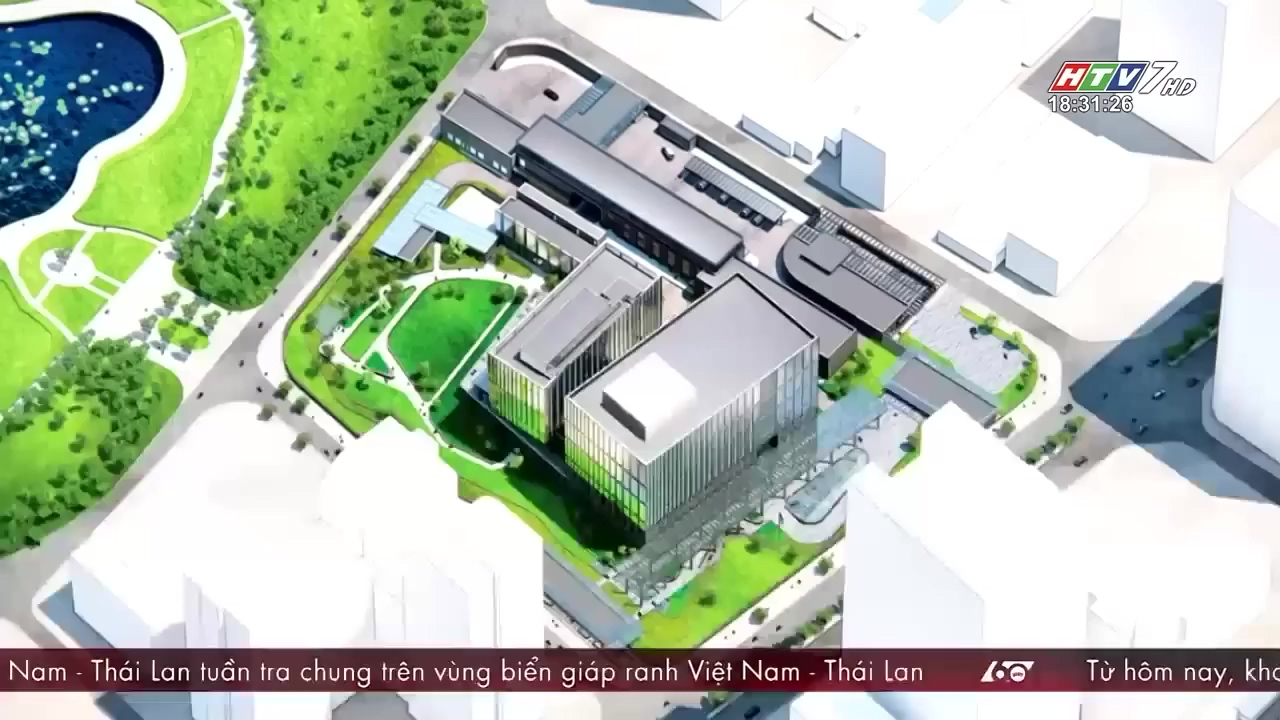 HTV7 HD
18:31:26
Nam - Thái Lan tuần tra chung trên vùng biển giáp ranh Việt Nam - Thái Lan
60 Từ hôm nay,